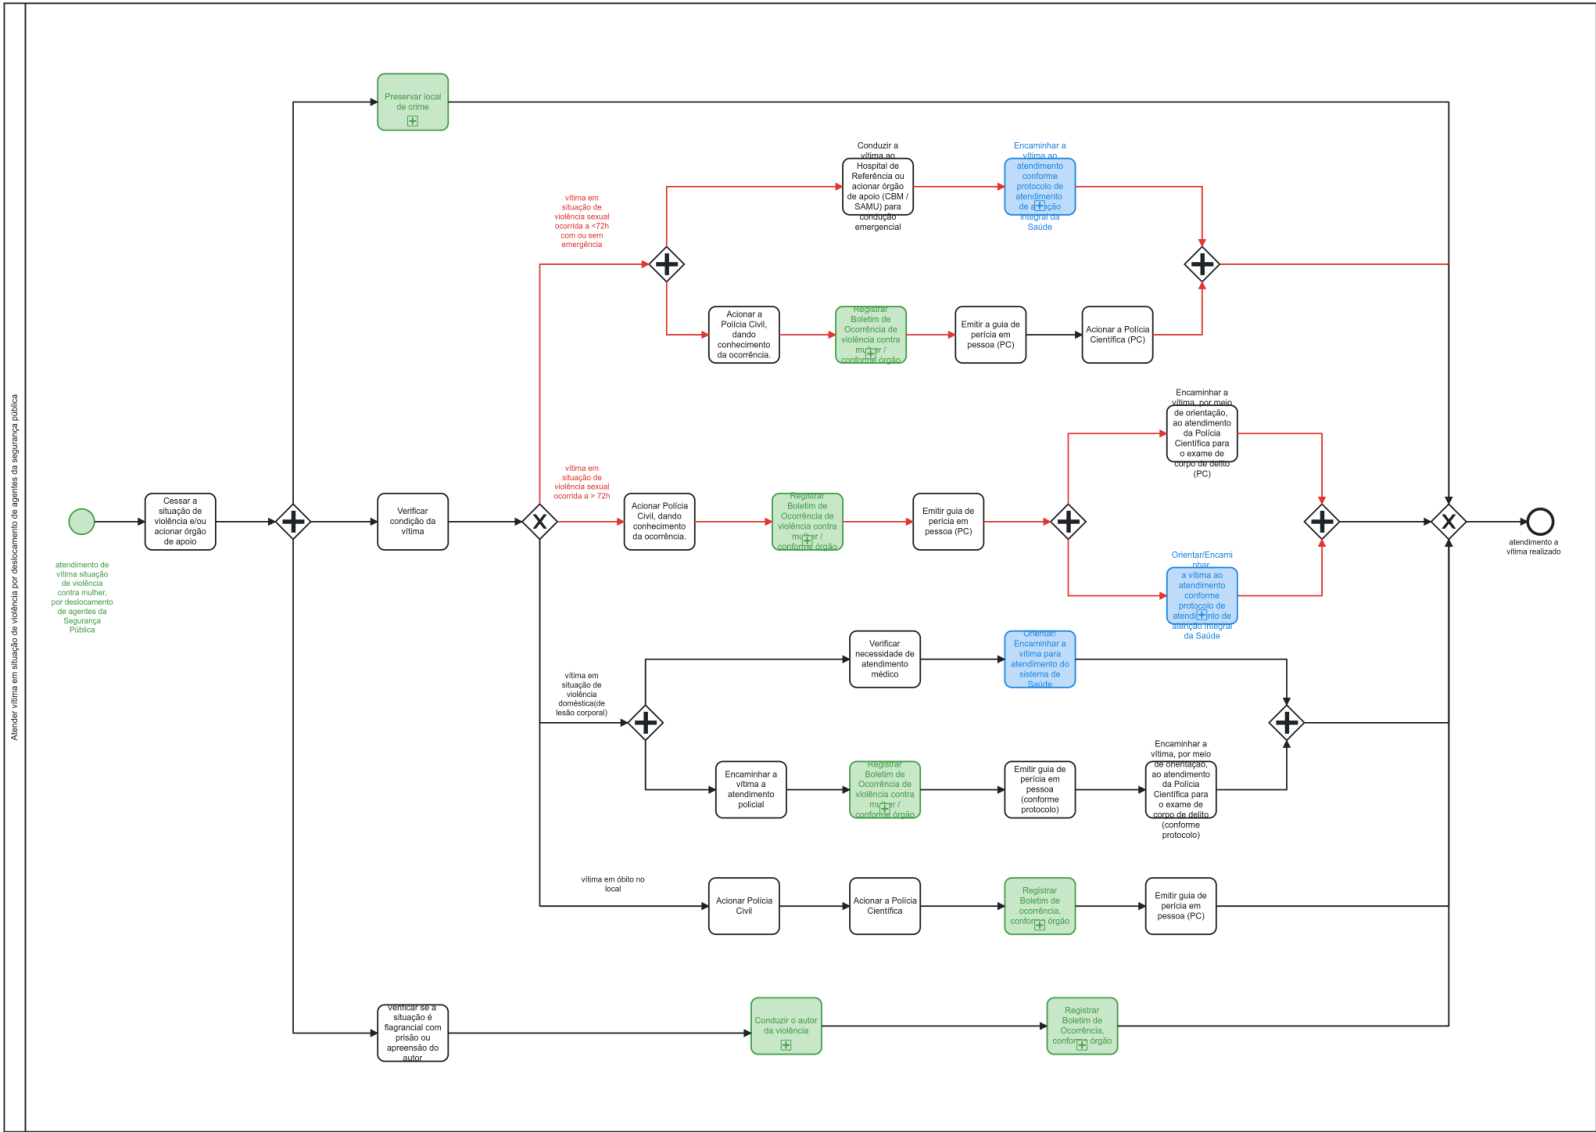 Atender vítima em situação de violência por deslocamento de agentes da segurança pública
Preservar local
de crime
Conduzir a
vítima ao
Hospital de
Referência ou
acionar órgão
de apoio (CBM /
SAMU) para
condução
emergencial
Encaminhar a
vítima ao
atendimento
conforme
protocolo de
atendimento
de atenção
integral da
Saúde
vítima em
situação de
violência sexual
ocorrida a <72h
com ou sem
emergência
Acionar a
Polícia Civil,
dando
conhecimento
da ocorrência.
Registrar
Boletim de
Ocorrência de
violência contra
mulher /
conforme órgão
Emitir a guia de
perícia em
pessoa (PC)
Acionar a Polícia
Científica (PC)
Encaminhar a
vítima, por meio
de orientação,
ao atendimento
da Polícia
Científica para
o exame de
corpo de delito
(PC)
vítima em
situação de
violência sexual
ocorrida a > 72h
Cessar a
situação de
violência e/ou
acionar órgão
de apoio
Verificar
condição da
vítima
Acionar Polícia
Civil, dando
conhecimento
da ocorrência.
Registrar
Boletim de
Ocorrência de
violência contra
mulher /
conforme órgão
Emitir guia de
perícia em
pessoa (PC)
atendimento a
vítima realizado
atendimento de
vítima situação
de violência
contra mulher,
por deslocamento
de agentes da
Segurança
Pública
Orientar/Encami
nhar
a vítima ao
atendimento
conforme
protocolo de
atendimento de
atenção integral
da Saúde
Verificar
necessidade de
atendimento
médico
Orientar/
Encaminhar a
vítima para
atendimento do
sistema de
Saúde
vítima em
situação de
violência
doméstica(de
lesão corporal)
Encaminhar a
vítima a
atendimento
policial
Registrar
Boletim de
Ocorrência de
violência contra
mulher /
conforme órgão
Emitir guia de
perícia em
pessoa
(conforme
protocolo)
Encaminhar a
vítima, por meio
de orientação,
ao atendimento
da Polícia
Científica para
o exame de
corpo de delito
(conforme
protocolo)
vítima em óbito no
local
Acionar Polícia
Civil
Acionar a Polícia
Científica
Registrar
Boletim de
ocorrência,
conforme órgão
Emitir guia de
perícia em
pessoa (PC)
Verificar se a
situação é
flagrancial com
prisão ou
apreensão do
autor
Conduzir o autor
da violência
Registrar
Boletim de
Ocorrência,
conforme órgão